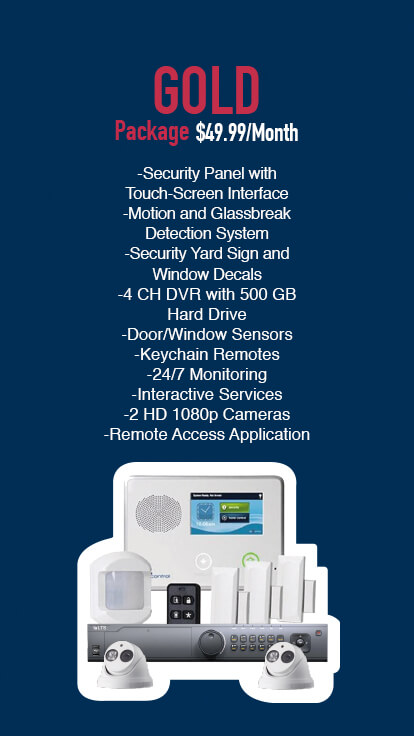 GOLD
Package $49.99/Month
-Security Panel with
Touch-Screen Interface
-Motion and Glassbreak
Detection System
-Security Yard Sign and
Window Decals
-4 CH DVR with 500 GB
Hard Drive
-Door/Window Sensors
-Keychain Remotes
-24/7 Monitoring
-Interactive Services
-2 HD 1080p Cameras
-Remote Access Application